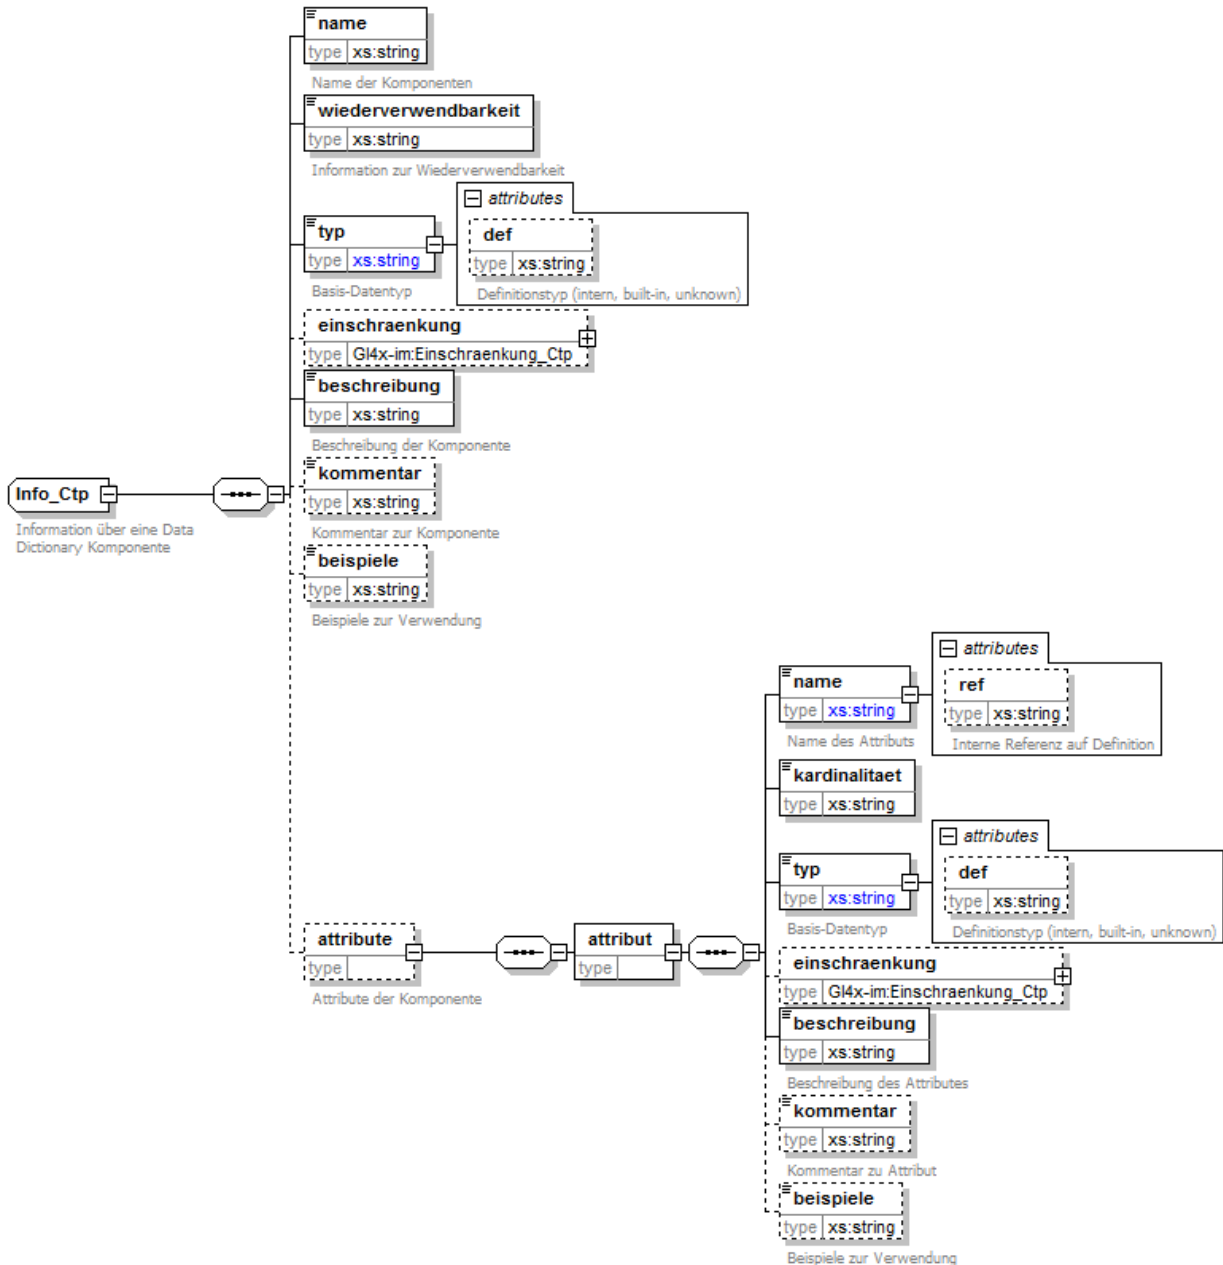 name
type xs:string
Name der Komponenten
wiederverwendbarkeit
type xs:string
Information zur Wiederverwendbarkeit
attributes
typ
type xs:string
Basis-Datentyp
def
type xs:string
Definitionstyp (intern, built-in, unknown)
einschraenkung
type GI4x-im:Einschraenkung_Ctp
beschreibung
type xs:string
Beschreibung der Komponente
Info_Ctp
Information über eine Data
Dictionary Komponente
kommentar
type xs:string
Kommentar zur Komponente
beispiele
type xs:string
Beispiele zur Verwendung
attribute
type
Attribute der Komponente
attribut
type
name
type xs:string
Name des Attributs
attributes
ref
type xs:string
Interne Referenz auf Definition
kardinalitaet
type xs:string
typ
type xs:string
Basis-Datentyp
attributes
def
type xs:string
Definitionstyp (intern, built-in, unknown)
einschraenkung
type GI4x-im:Einschraenkung_Ctp
beschreibung
type xs:string
Beschreibung des Attributes
kommentar
type xs:string
Kommentar zu Attribut
beispiele
type xs:string
Beispiele zur Verwendung